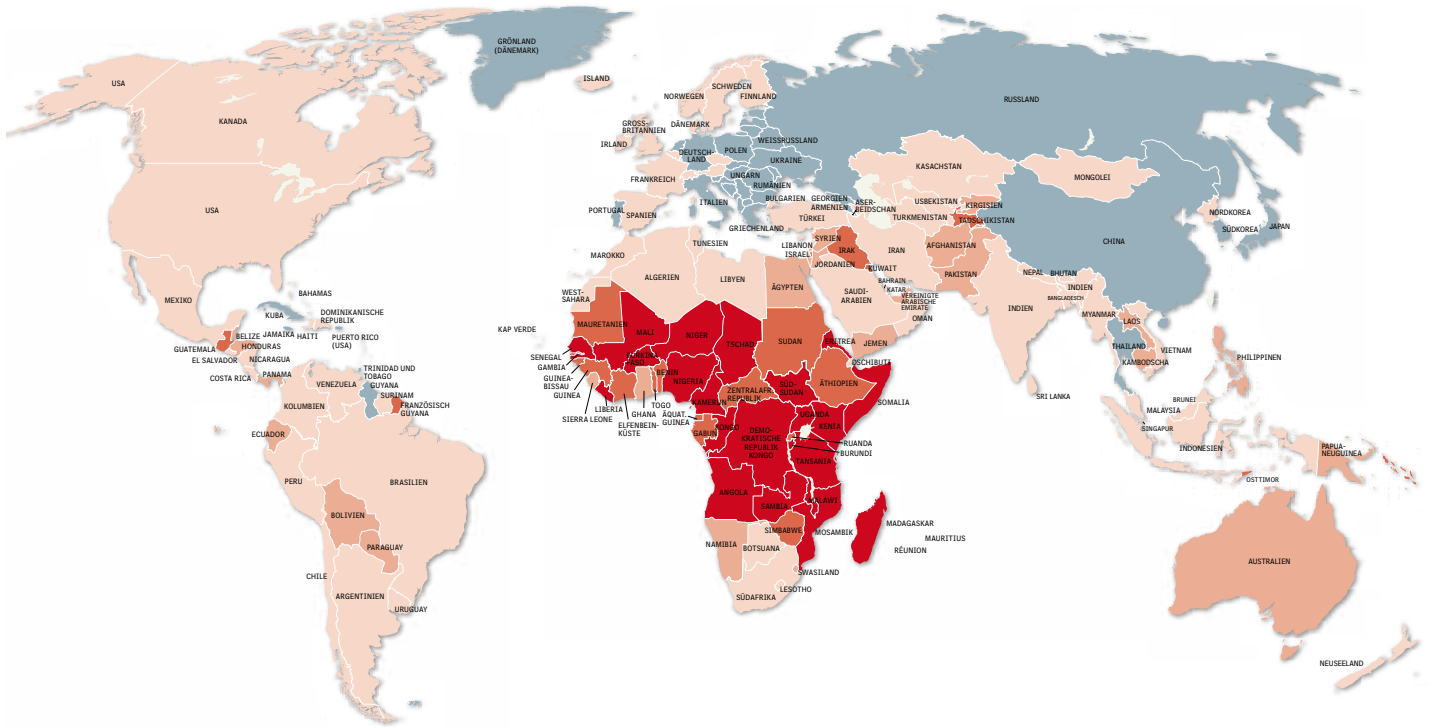 GRÖNLAND
(DÄNEMARK)
USA
KANADA
USA
MEXIKO
BAHAMAS
KUBA
DOMINIKANISCHE
REPUBLIK
JAMAIKA
HAITI
PUERTO RICO
(USA)
BELIZE
GUATEMALA
HONDURAS
EL SALVADOR
NICARAGUA
COSTA RICA
PANAMA
TRINIDAD UND
TOBAGO
VENEZUELA
GUYANA
SURINAM
FRANZÖSISCH
GUYANA
KOLUMBIEN
ECUADOR
PERU
BRASILIEN
BOLIVIEN
PARAGUAY
CHILE
ARGENTINIEN
URUGUAY
ISLAND
NORWEGEN
SCHWEDEN
FINNLAND
GROSS-
BRITANNIEN
DÄNEMARK
IRLAND
DEUTSCH-
LAND
POLEN
WEISSRUSSLAND
UKRAINE
FRANKREICH
UNGARN
RUMÄNIEN
BULGARIEN
ITALIEN
PORTUGAL
SPANIEN
GRIECHENLAND
TÜRKEI
GEORGIEN
ARMENIEN
ASER-
BEIDSCHAN
RUSSLAND
KASACHSTAN
MONGOLEI
USBEKISTAN
KIRGISIEN
TURKMENISTAN
TADSCHIKISTAN
CHINA
NORDKOREA
SÜDKOREA
JAPAN
LIBANON
ISRAEL
SYRIEN
IRAK
IRAN
AFGHANISTAN
JORDANIEN
KUWAIT
BAHRAIN
KATAR
PAKISTAN
NEPAL
BHUTAN
INDIEN
BANGLADESCH
INDIEN
SAUDI-
ARABIEN
VEREINIGTE
ARABISCHE
EMIRATE
OMAN
JEMEN
MYANMAR
LAOS
THAILAND
VIETNAM
KAMBODSCHA
PHILIPPINEN
SRI LANKA
BRUNEI
MALAYSIA
SINGAPUR
INDONESIEN
OSTTIMOR
PAPUA-
NEUGUINEA
AUSTRALIEN
NEUSEELAND
MAROKKO
TUNESIEN
ALGERIEN
LIBYEN
ÄGYPTEN
WEST-
SAHARA
KAP VERDE
MAURETANIEN
MALI
NIGER
TSCHAD
SUDAN
ERITREA
DSCHIBUTI
SENEGAL
GAMBIA
GUINEA-
BISSAU
GUINEA
SIERRA LEONE
LIBERIA
ELFENBEIN-
KÜSTE
GHANA
TOGO
BURKINA
FASO
BENIN
NIGERIA
KAMERUN
ZENTRALAFR.
REPUBLIK
SÜD-
SUDAN
ÄTHIOPIEN
SOMALIA
ÄQUAT.
GUINEA
GABUN
KONGO
DEMO-
KRATISCHE
REPUBLIK
KONGO
UGANDA
KENIA
RUANDA
BURUNDI
TANSANIA
ANGOLA
SAMBIA
MALAWI
MOSAMBIK
SIMBABWE
NAMIBIA
BOTSUANA
SWASILAND
LESOTHO
SÜDAFRIKA
MADAGASKAR
MAURITIUS
RÉUNION